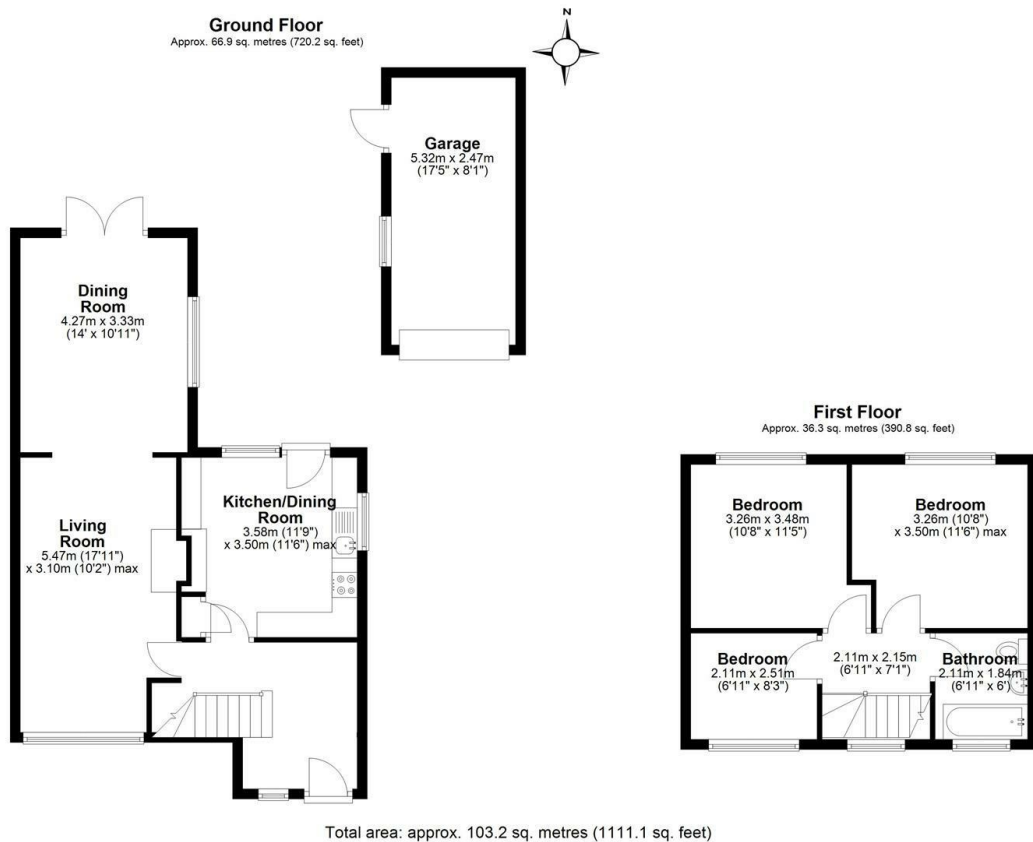 Ground Floor
Approx. 66.9 sq. metres (720.2 sq. feet)
N
Garage
5.32m x 2.47m
(17'5" x 8'1")
Dining
Room
4.27m x 3.33m
(14' x 10'11")
Kitchen/Dining
Room
3.58m (11'9")
x 3.50m (11'6") max
Living
Room
5.47m (17'11")
x 3.10m (10'2") max
First Floor
Approx. 36.3 sq. metres (390.8 sq. feet)
Bedroom
3.26m x 3.48m
(10'8" x 11'5")
Bedroom
3.26m (10'8")
x 3.50m (11'6") max
Bedroom
2.11m x 2.51m
(6'11" x 8'3")
2.11m x 2.15m
(6'11" x 7'1")
Bathroom
2.11m x 1.84m
(6'11" x 6')
Total area: approx. 103.2 sq. metres (1111.1 sq. feet)